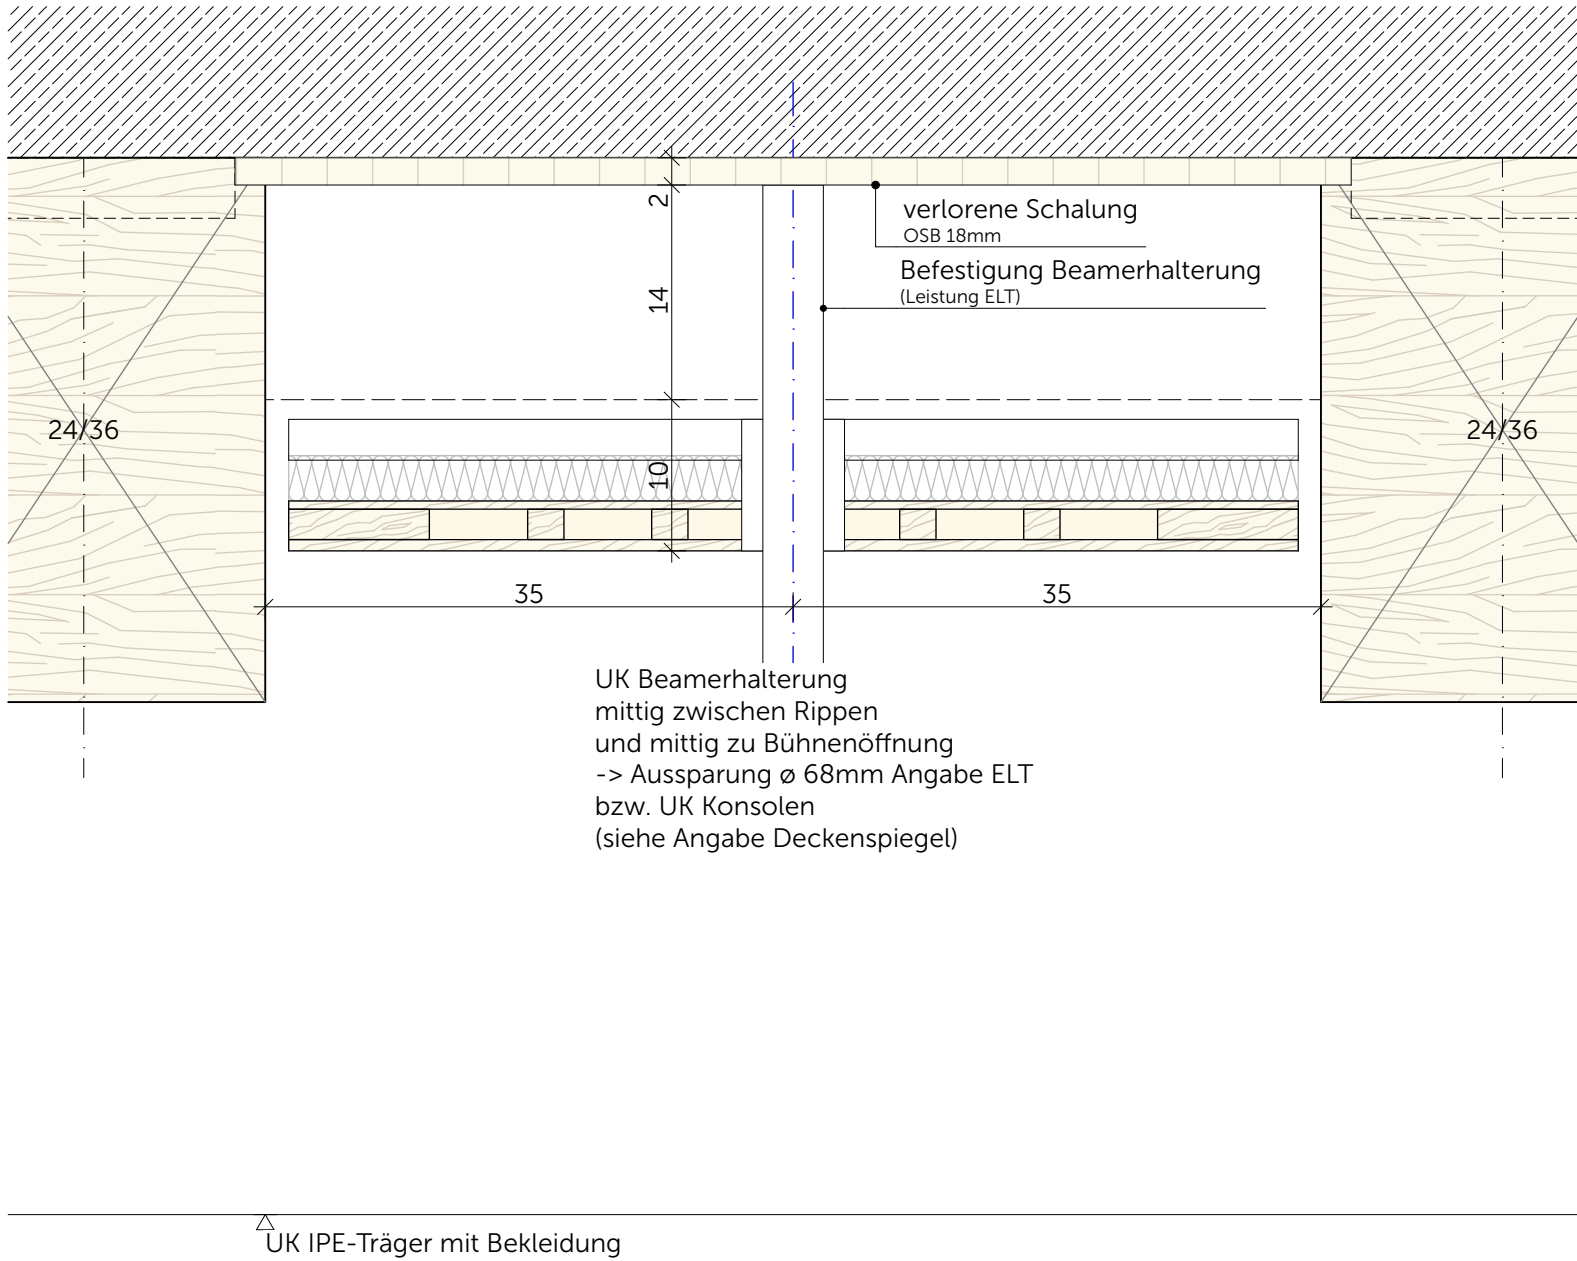 2
verlorene Schalung
OSB 18mm
14
Befestigung Beamerhalterung
(Leistung ELT)
24/36
24/36
10
35
35
UK Beamerhalterung
mittig zwischen Rippen
und mittig zu Bühnenöffnung
-> Aussparung ø 68mm Angabe ELT
bzw. UK Konsolen
(siehe Angabe Deckenspiegel)
UK IPE-Träger mit Bekleidung